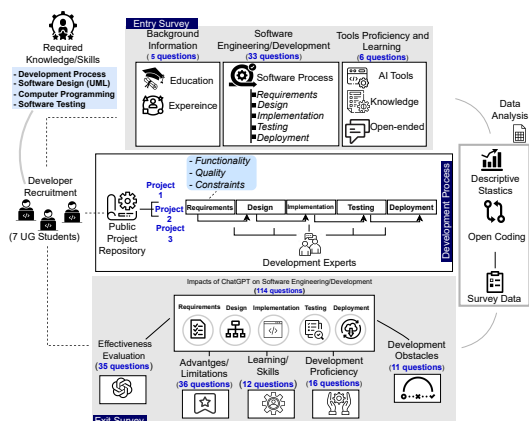 Required
Knowledge/Skills
- Development Process
- Software Design (UML)
- Computer Programming
- Software Testing
Entry Survey
Background
Information
(5 questions)
Education
Expereince
Software
Engineering/Development
(33 questions)
Software Process
Requirements
Design
Implementation
Testing
Deployment
Tools Proficiency and
Learning
(6 questions)
AI Tools
Knowledge
Open-ended
Data
Analysis
Descriptive
Stastics
Open Coding
Survey Data
Developer
Recruitment
(7 UG Students)
- Functionality
- Quality
- Constraints
Public
Project
Repository
Project
1
Project
2
Project
3
Requirements
Design
Implementation
Testing
Deployment
Development Experts
Development Process
Impacts of ChatGPT on Software Engineering/Development
(114 questions)
Requirements
Design
Implementation
Testing
Deployment
Effectiveness
Evaluation
(35 questions)
Advantges/
Limitations
(36 questions)
Learning/
Skills
(12 questions)
Development
Proficiency
(16 questions)
Development
Obstacles
(11 questions)
Exit Survey